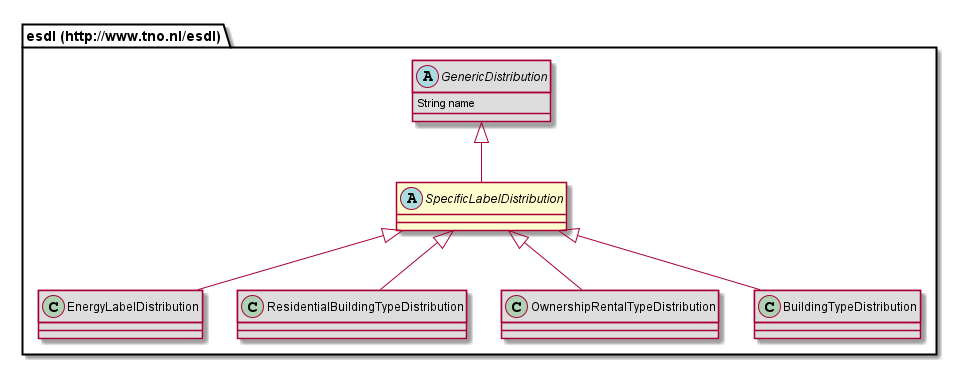 esdl (http://www.tno.nl/esdl)
A GenericDistribution
String name
A SpecificLabelDistribution
C EnergyLabelDistribution
C ResidentialBuildingTypeDistribution
C OwnershipRentalTypeDistribution
C BuildingTypeDistribution